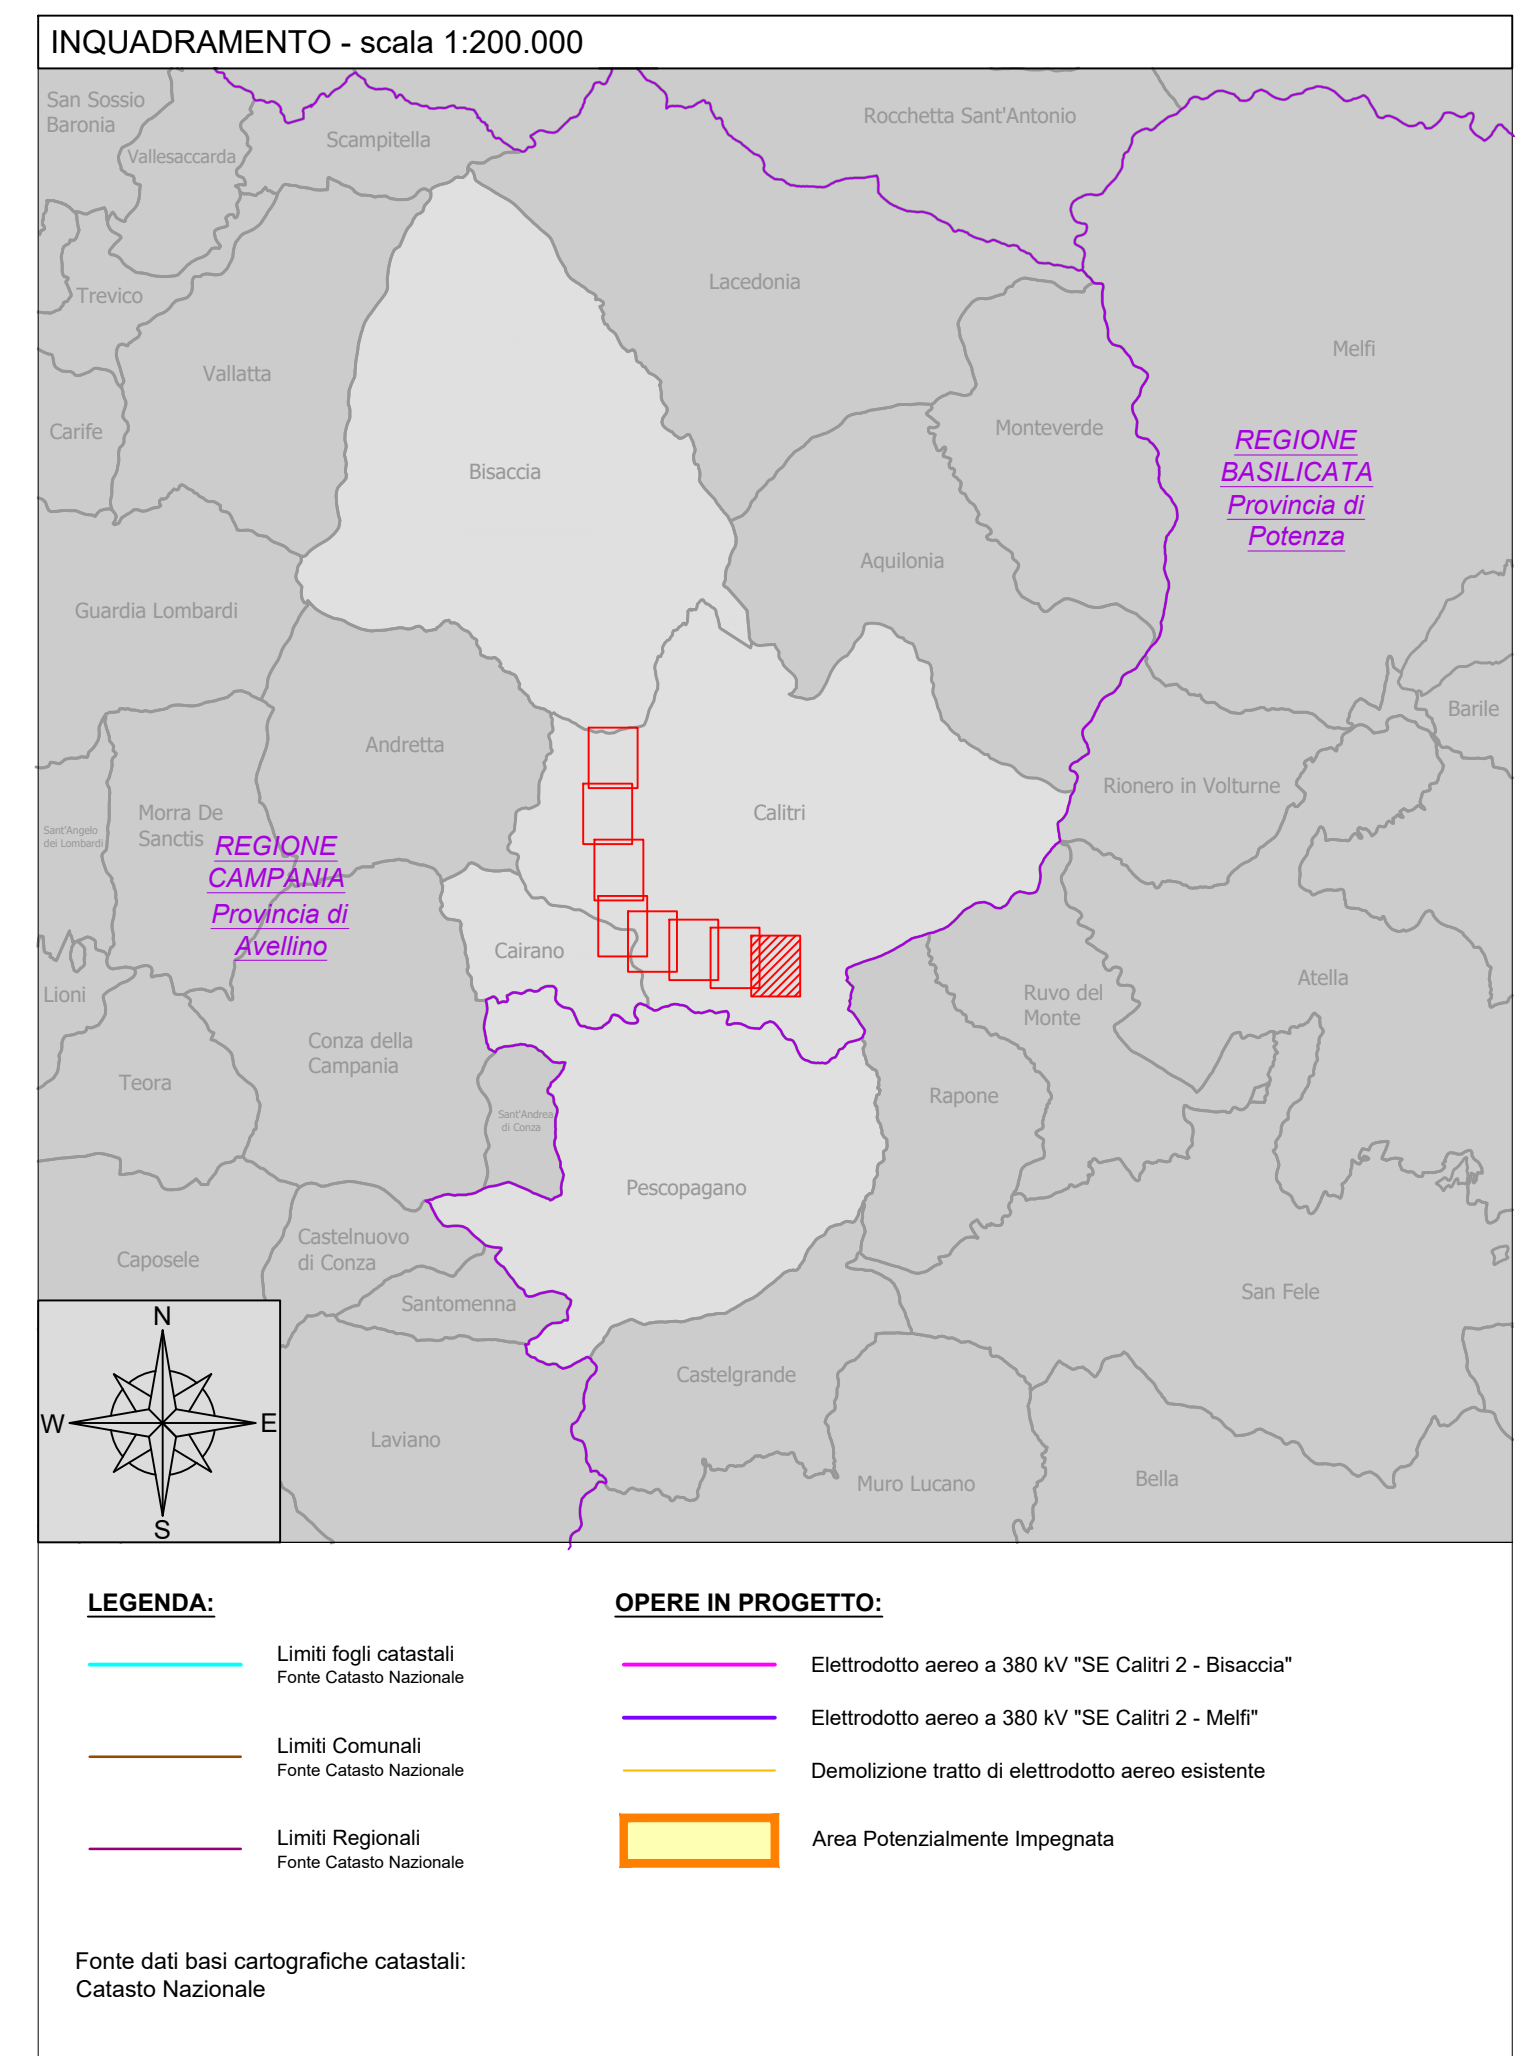 INQUADRAMENTO - scala 1:200.000
San Sossio
Baronia
Vallesaccarda
Scampitella
Rocchetta Sant'Antonio
Trevico
Lacedonia
Vallatta
Melfi
Carife
Monteverde
Bisaccia
REGIONE
BASILICATA
Provincia di
Potenza
Aquilonia
Guardia Lombardi
Andretta
Barile
Rionero in Volturne
Calitri
Morra De
Sanctis
Sant'Angelo
dei Lombardi
REGIONE
CAMPANIA
Provincia di
Avellino
Cairano
Lioni
Atella
Ruvo del
Monte
Conza della
Campania
Teora
Rapone
Sant'Andrea
di Conza
Pescopagano
Castelnuovo
di Conza
Caposele
Santomenna
San Fele
Castelgrande
Laviano
Muro Lucano
Bella
N
W
E
S
LEGENDA:
Limiti fogli catastali
Fonte Catasto Nazionale
Limiti Comunali
Fonte Catasto Nazionale
Limiti Regionali
Fonte Catasto Nazionale
OPERE IN PROGETTO:
Elettrodotto aereo a 380 kV "SE Calitri 2 - Bisaccia"
Elettrodotto aereo a 380 kV "SE Calitri 2 - Melfi"
Demolizione tratto di elettrodotto aereo esistente
Area Potenzialmente Impegnata
Fonte dati basi cartografiche catastali:
Catasto Nazionale